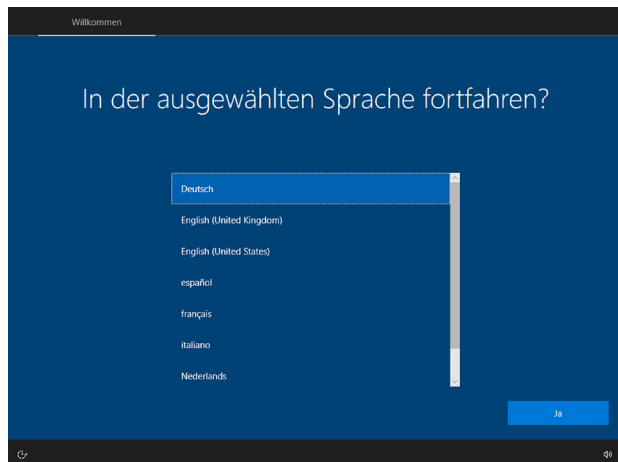 Willkommen
In der ausgewählten Sprache fortfahren?
Deutsch
English (United Kingdom)
English (United States)
español
français
italiano
Nederlands
Ja